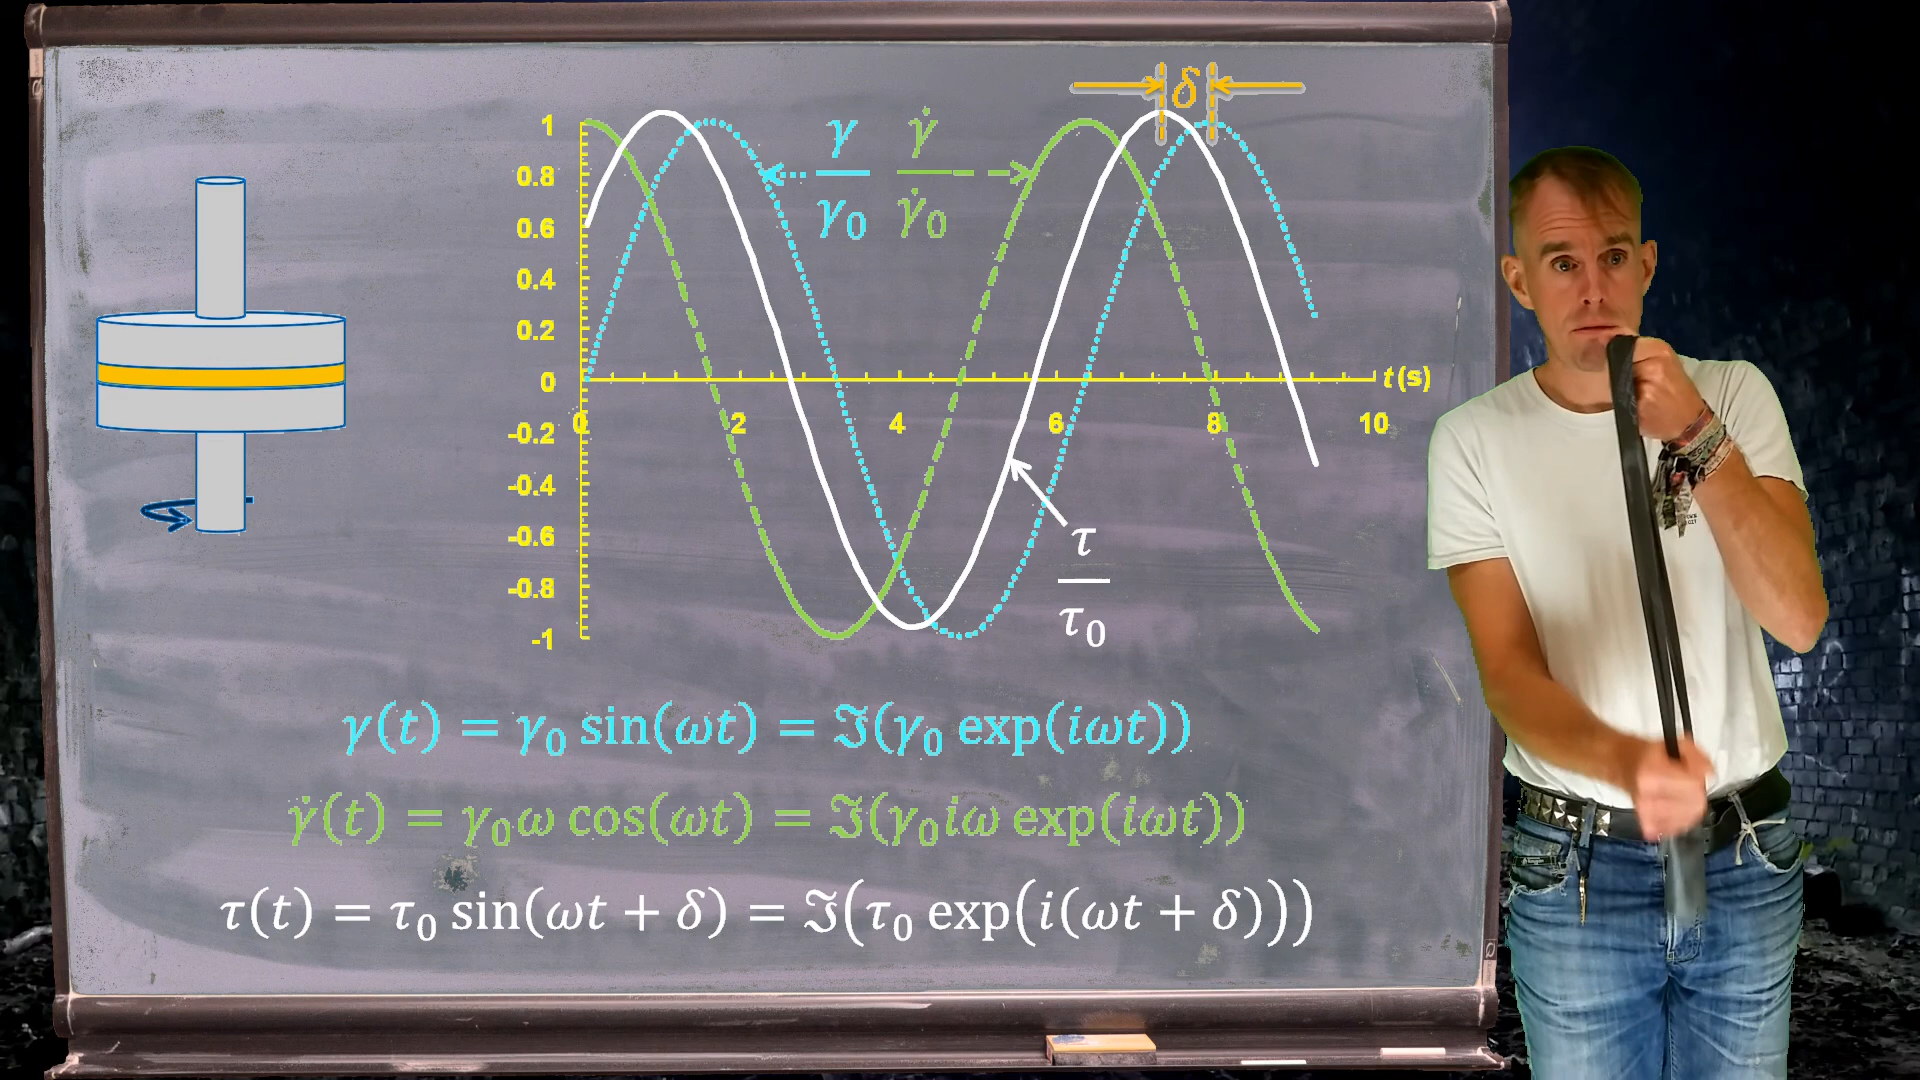 δ
γ/γ₀ γ̇/γ̇₀
1
0.8
0.6
0.4
0.2
0
-0.2
-0.4
-0.6
-0.8
-1
0 2 4 6 8 10
t(s)
τ/τ₀
γ(t) = γ₀ sin(ωt) = ℑ(γ₀ exp(iωt))
γ̇(t) = γ₀ω cos(ωt) = ℑ(γ₀iω exp(iωt))
τ(t) = τ₀ sin(ωt + δ) = ℑ(τ₀ exp(i(ωt + δ)))